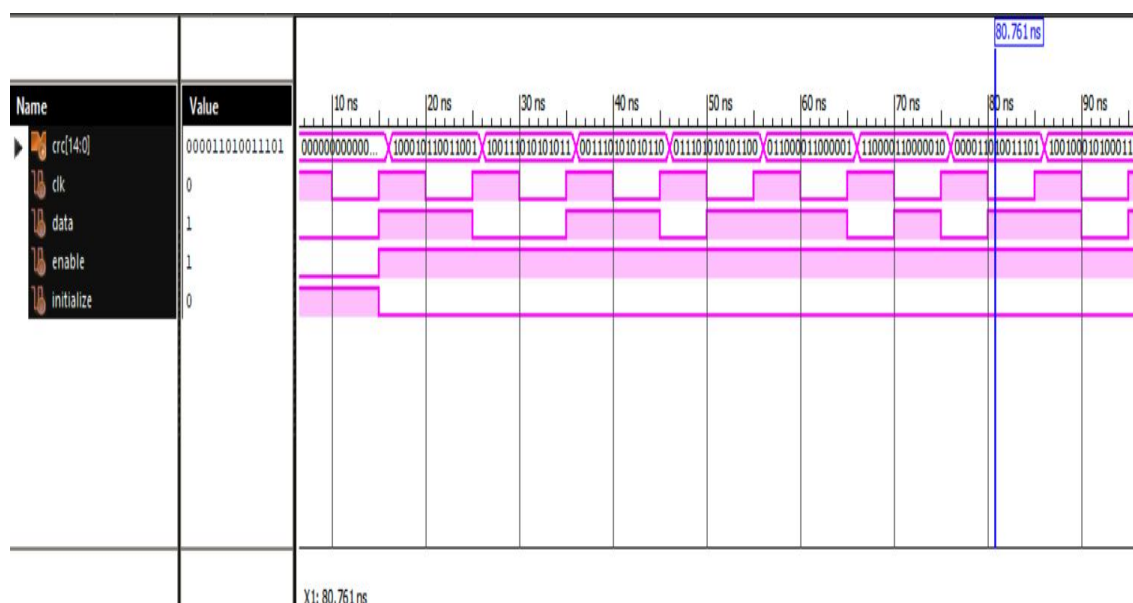 80.761 ns
Name Value 10 ns 20 ns 30 ns 40 ns 50 ns 60 ns 70 ns 80 ns 90 ns
crc[14:0] 000011010011101 000000000000... 100010110011001 100111010101011 001110101010110 011101010101100 011000011000001 110000110000010 000011010011101 100100001010001 1
clk 0
data 1
enable 1
initialize 0
X1: 80.761 ns